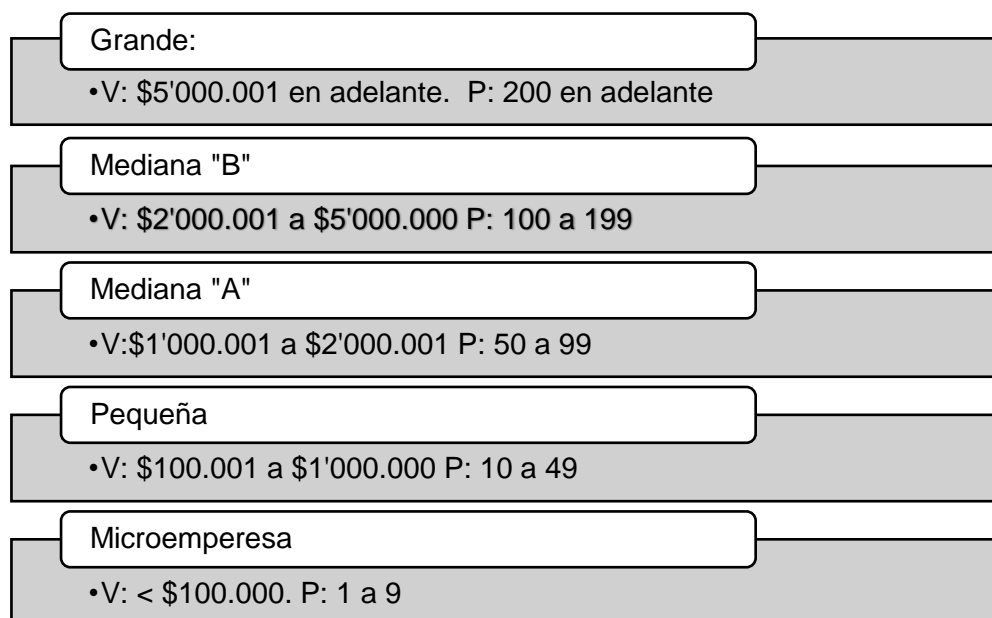 Grande:
•V: $5'000.001 en adelante.  P: 200 en adelante
Mediana "B"
•V: $2'000.001 a $5'000.000 P: 100 a 199
Mediana "A"
•V:$1'000.001 a $2'000.001 P: 50 a 99
Pequeña
•V: $100.001 a $1'000.000 P: 10 a 49
Microemperesa
•V: < $100.000. P: 1 a 9